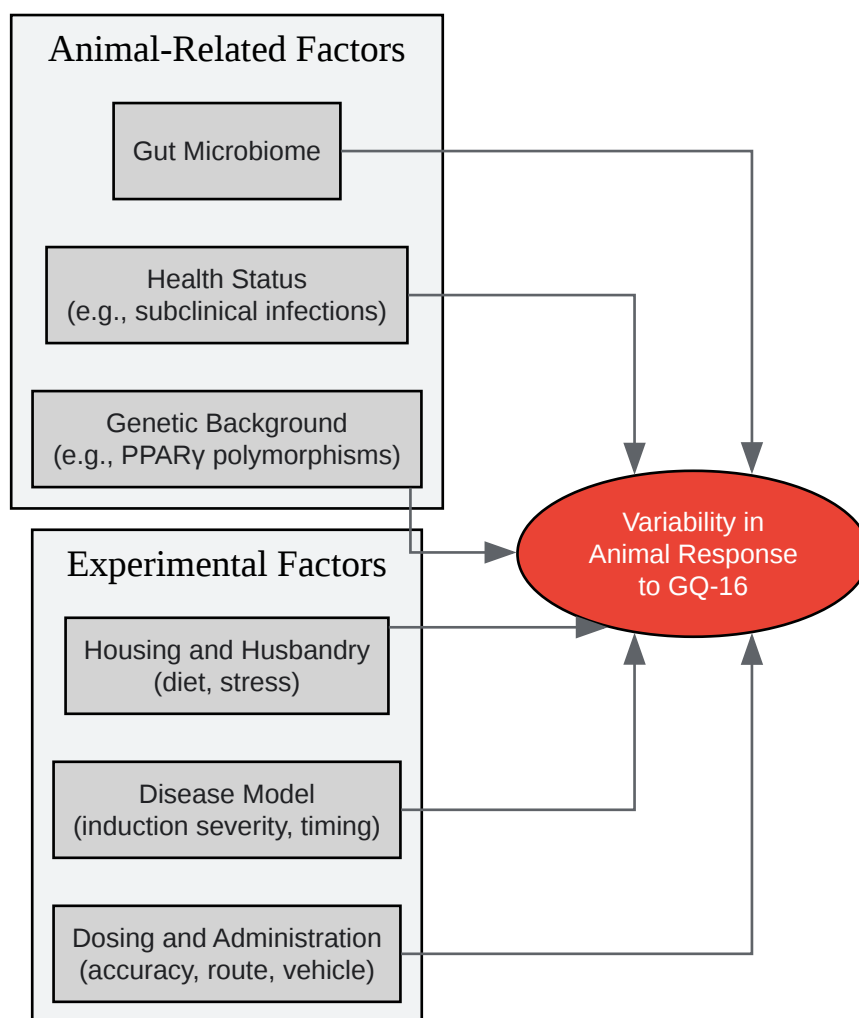 Animal-Related Factors
Gut Microbiome
Health Status
(e.g., subclinical infections)
Genetic Background
(e.g., PPARγ polymorphisms)
Variability in
Animal Response
to GQ-16
Experimental Factors
Housing and Husbandry
(diet, stress)
Disease Model
(induction severity, timing)
Dosing and Administration
(accuracy, route, vehicle)